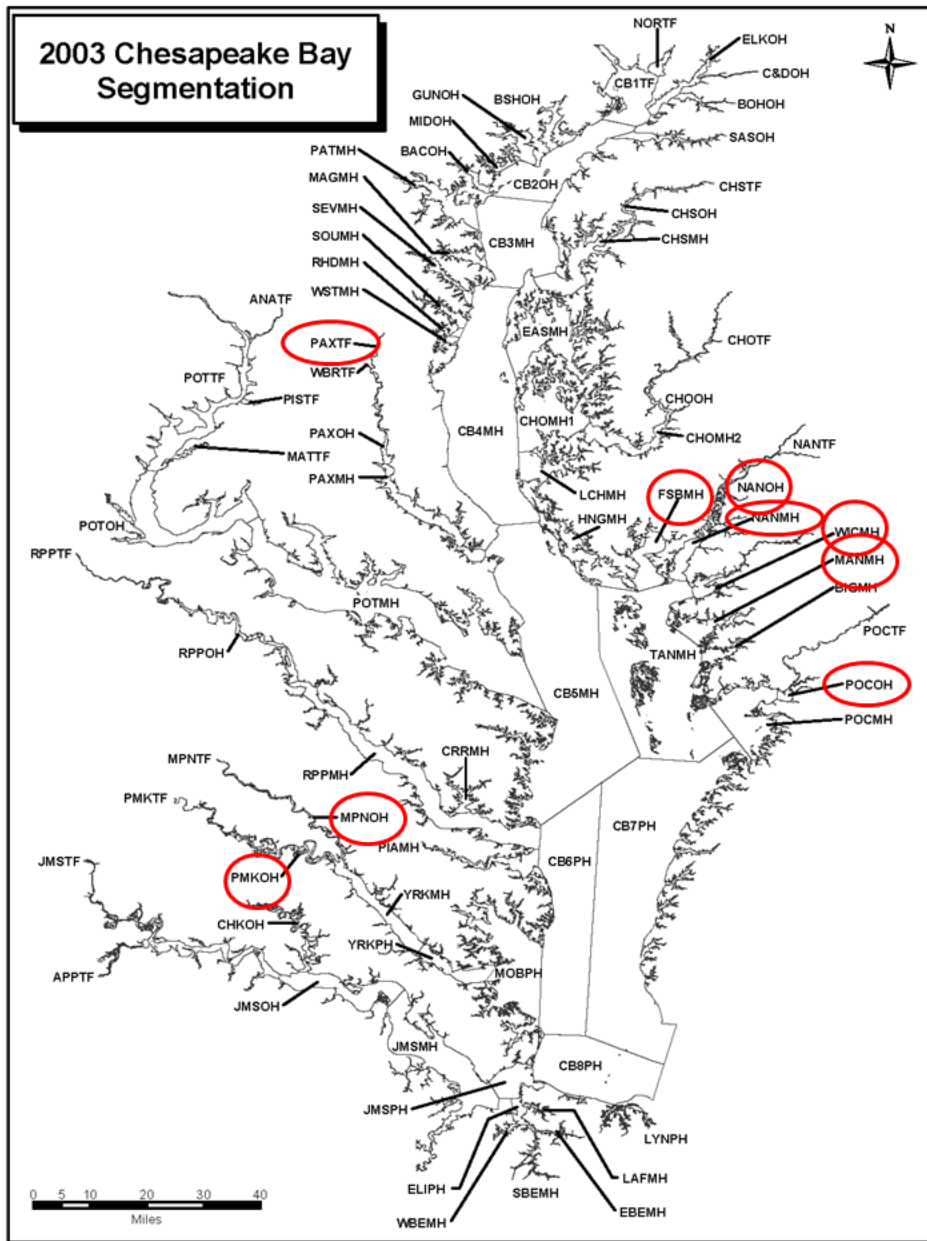 2003 Chesapeake Bay
Segmentation
N
NORTF
ELKOH
CB1TF
C&DOH
BSHOH
GUNOH
BOHOH
MIDOH
SASOH
BACOH
PATMH
CB2OH
MAGMH
CHSTF
SEVMH
CHSOH
SOUMH
CB3MH
CHSMH
RHDMH
WSTMH
ANATF
EASMH
PAXTF
CHOTF
WBRTF
POTTF
PISTF
CHOOH
CHOMH1
PAXOH
CB4MH
CHOMH2
MATTF
NANTF
PAXMH
LCHMH
FSBMH
NANOH
POTOH
HNGMH
NANMH
WICMH
RPPTF
MANMH
POTMH
BIGMH
POCTF
RPPOH
TANMH
CB5MH
POCOH
POCMH
CRRMH
MPNTF
RPPMH
PMKTF
MPNOH
CB7PH
PIAMH
CB6PH
JMSTF
PMKOH
YRKMH
CHKOH
YRKPH
MOBPH
APPTF
JMSOH
JMSMH
CB8PH
JMSPH
LYNPH
LAFMH
ELIPH
SBEMH
EBEMH
WBEMH
0 5 10 20 30 40
Miles